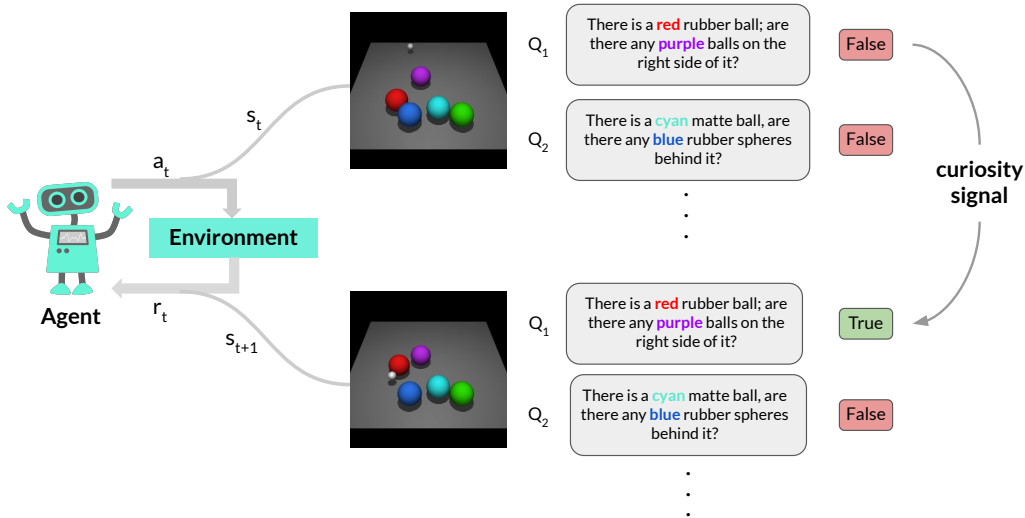 There is a red rubber ball; are
there any purple balls on the
right side of it?
Q1
False
There is a cyan matte ball, are
there any blue rubber spheres
behind it?
Q2
False
st
at
curiosity
signal
Environment
Agent
rt
st+1
There is a red rubber ball; are
there any purple balls on the
right side of it?
Q1
True
There is a cyan matte ball, are
there any blue rubber spheres
behind it?
Q2
False